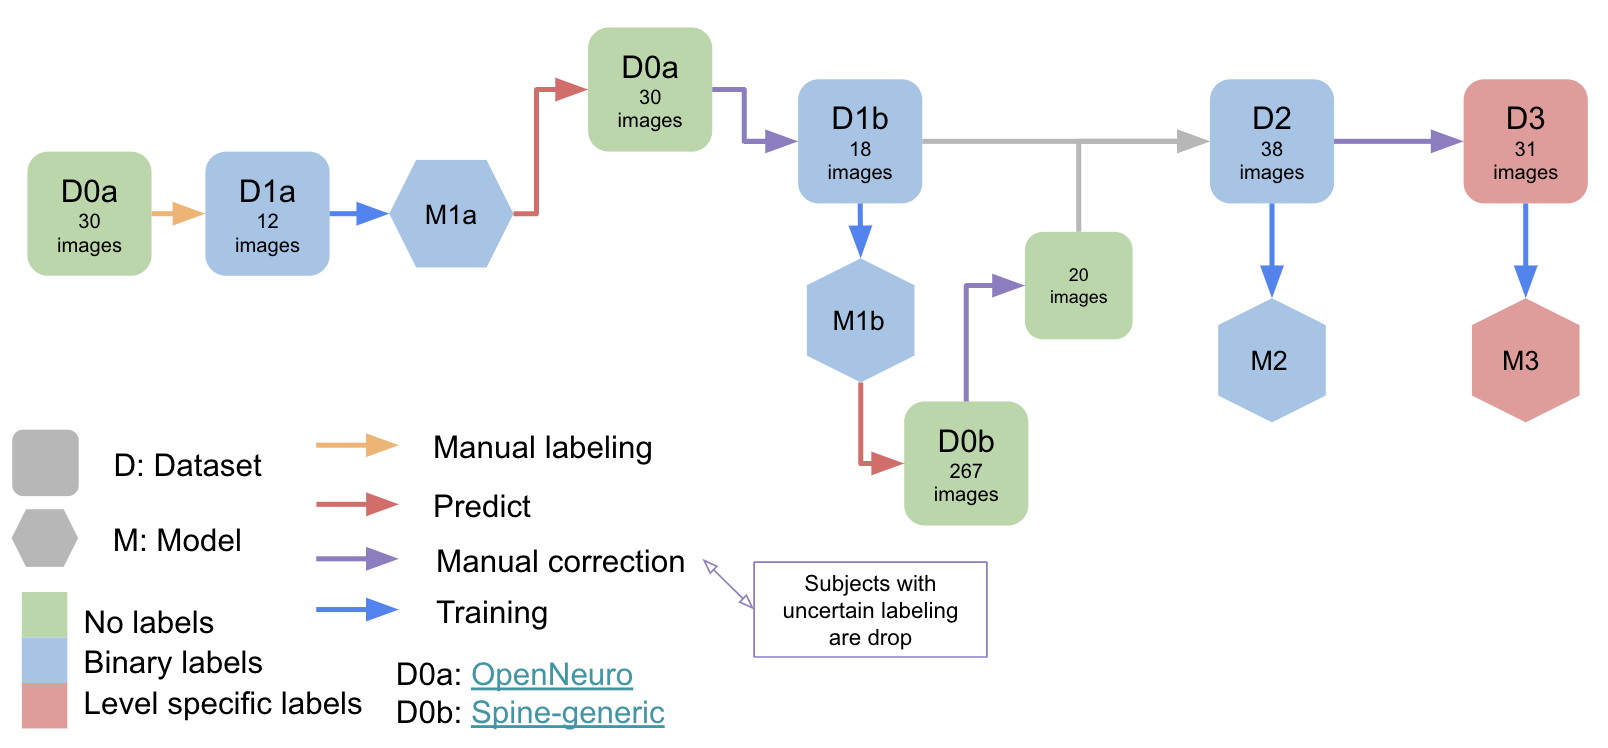 D0a
30
images
D1a
12
images
M1a
D0a
30
images
D1b
18
images
M1b
D0b
267
images
20
images
D2
38
images
M2
D3
31
images
M3
D: Dataset
M: Model
No labels
Binary labels
Level specific labels
Manual labeling
Predict
Manual correction
Training
Subjects with
uncertain labeling
are drop
D0a: OpenNeuro
D0b: Spine-generic